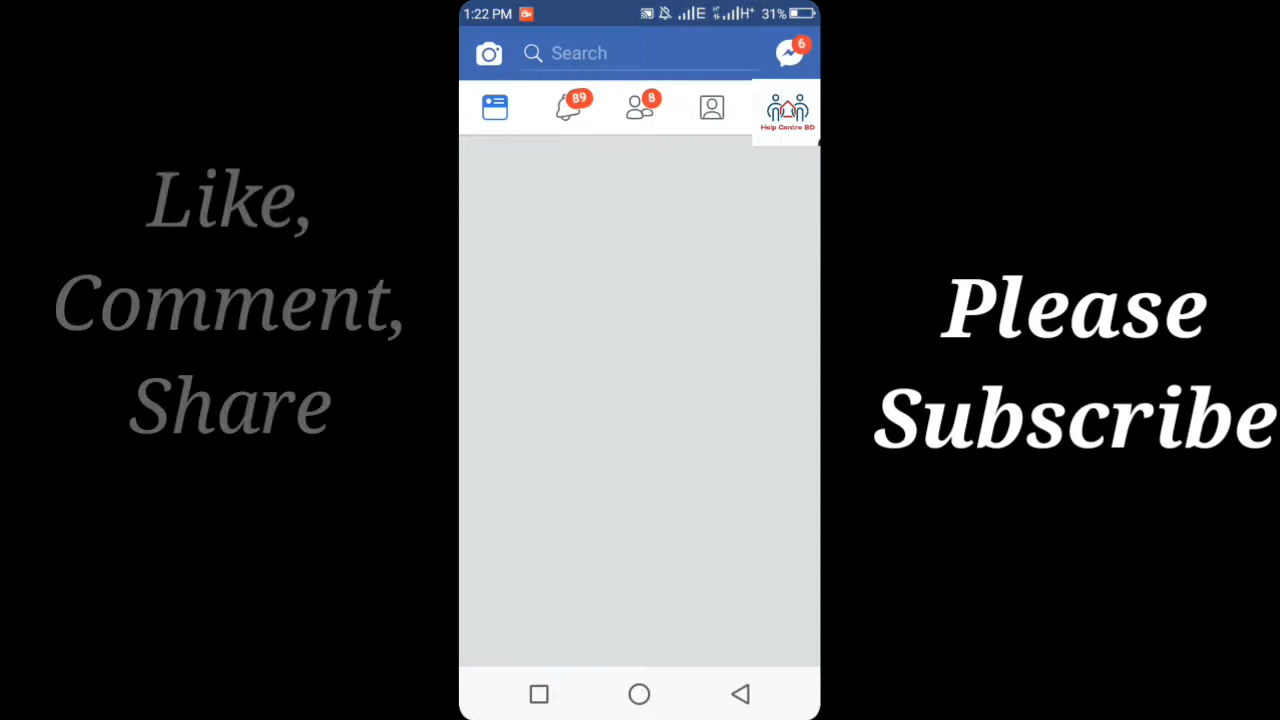 1:22 PM
E
H+
H+
31%
Search
6
89
8
Help Centre BD
Like,
Comment,
Share
Please
Subscribe